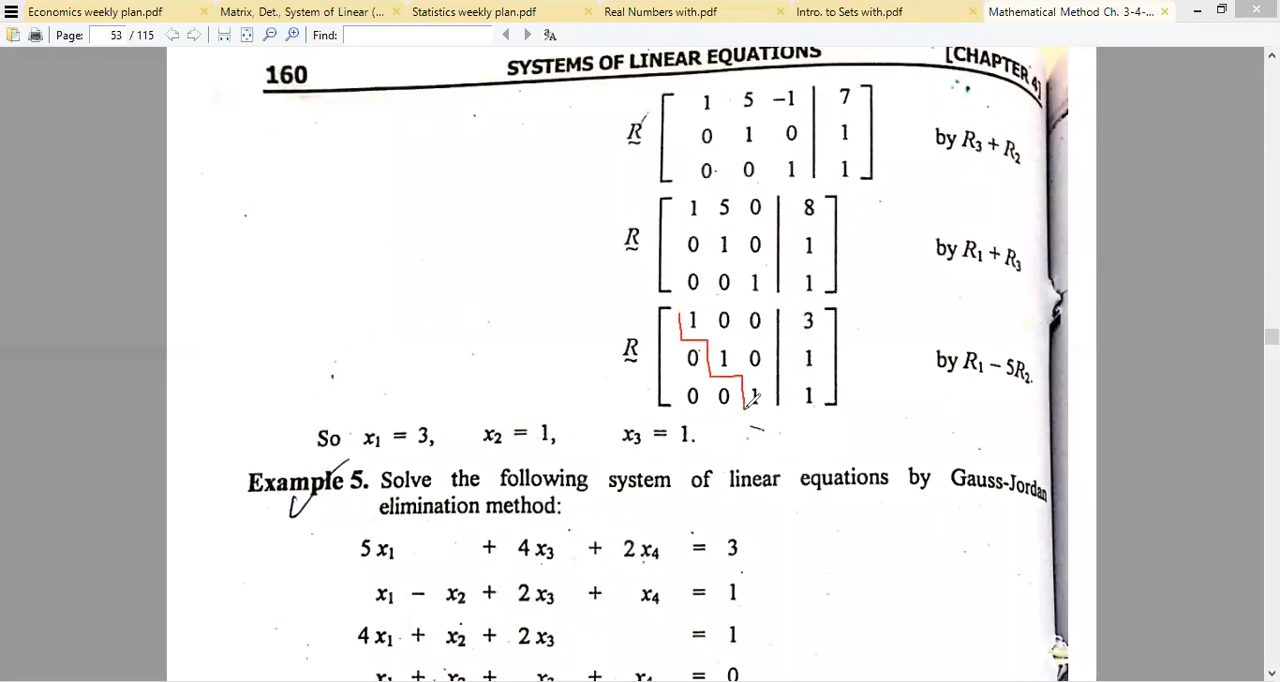 Economics weekly plan.pdf × Matrix, Det., System of Linear (... × Statistics weekly plan.pdf × Real Numbers with.pdf × Intro. to Sets with.pdf × Mathematical Method Ch. 3-4-... ×
Page: 53 / 115 Find:
160 SYSTEMS OF LINEAR EQUATIONS [CHAPTER 4]
1 5 -1 | 7
R 0 1 0 | 1 by R3 + R2
0 0 1 | 1
1 5 0 | 8
R 0 1 0 | 1 by R1 + R3
0 0 1 | 1
1 0 0 | 3
R 0 1 0 | 1 by R1 − 5R2.
0 0 1 | 1
So x1 = 3, x2 = 1, x3 = 1.
Example 5. Solve the following system of linear equations by Gauss-Jordan
elimination method:
5 x1 + 4 x3 + 2 x4 = 3
x1 − x2 + 2 x3 + x4 = 1
4 x1 + x2 + 2 x3 = 1
x1 + x2 + x3 + x4 = 0